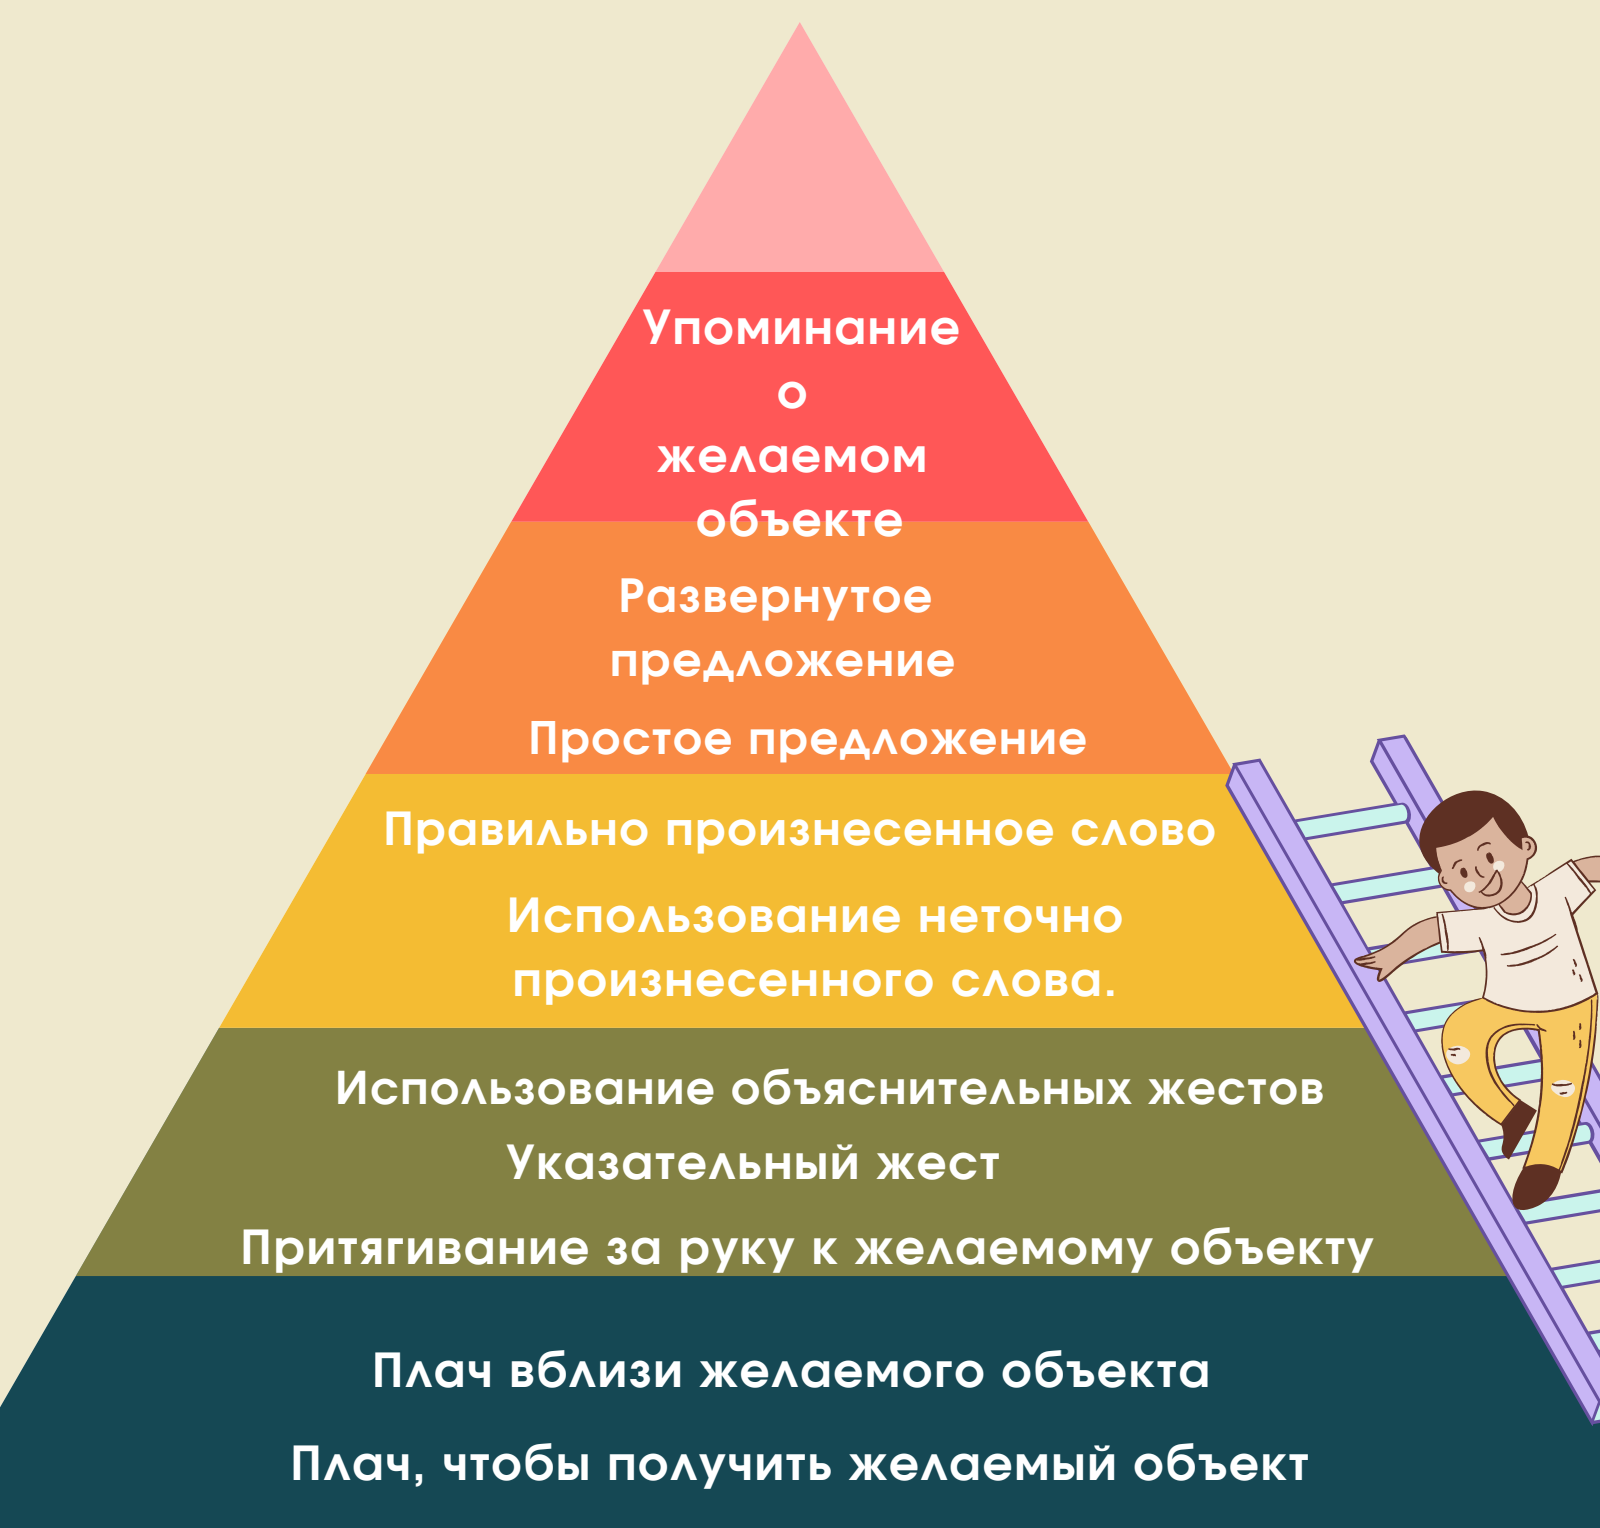 Упоминание
о
желаемом
объекте
Развернутое
предложение
Простое предложение
Правильно произнесенное слово
Использование неточно
произнесенного слова.
Использование объяснительных жестов
Указательный жест
Притягивание за руку к желаемому объекту
Плач вблизи желаемого объекта
Плач, чтобы получить желаемый объект